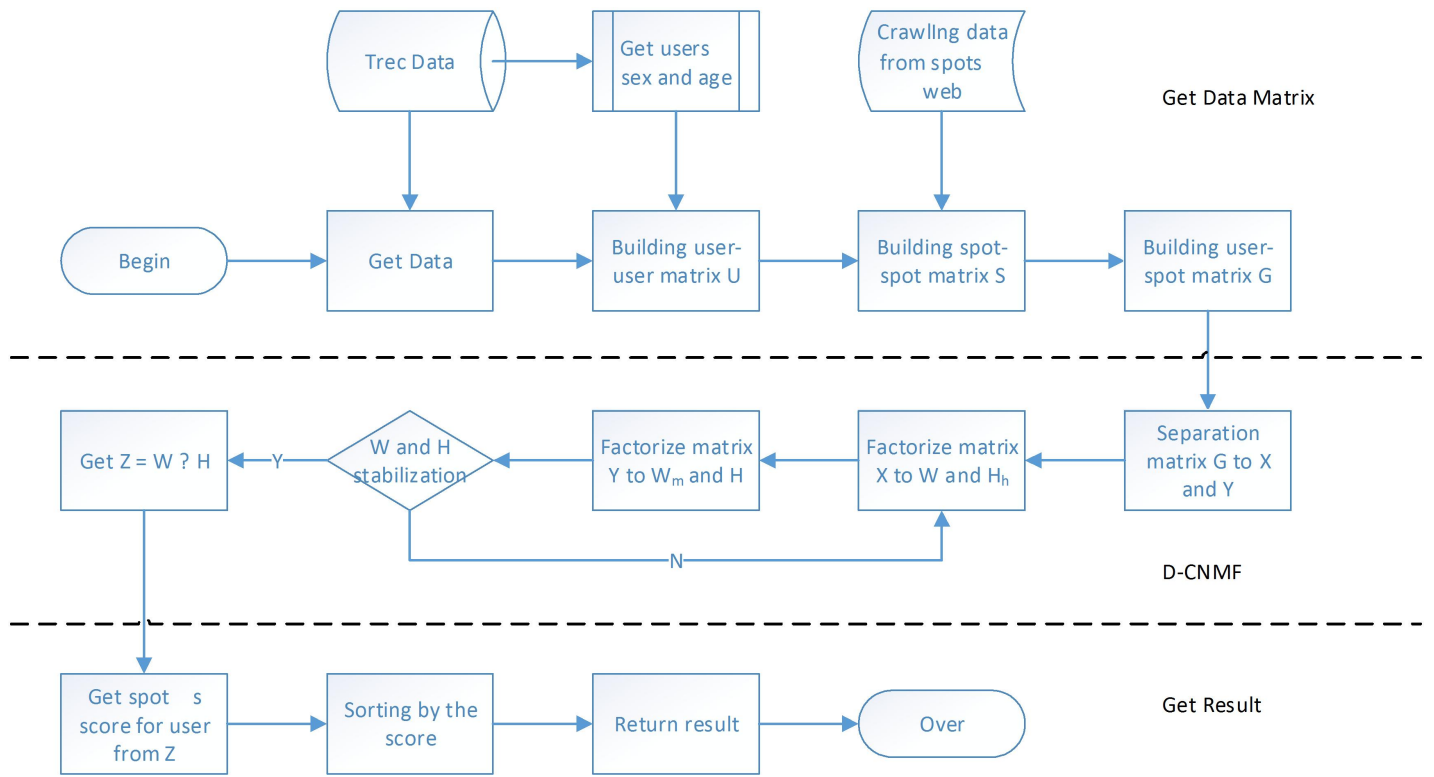 Trec Data
Get users
sex and age
Crawling data
from spots
web
Get Data Matrix
Begin
Get Data
Building user-
user matrix U
Building spot-
spot matrix S
Building user-
spot matrix G
Get Z = W ? H
Y
W and H
stabilization
Factorize matrix
Y to Wₘ and H
Factorize matrix
X to W and Hₕ
Separation
matrix G to X
and Y
N
D-CNMF
Get spot s
score for user
from Z
Sorting by the
score
Return result
Over
Get Result